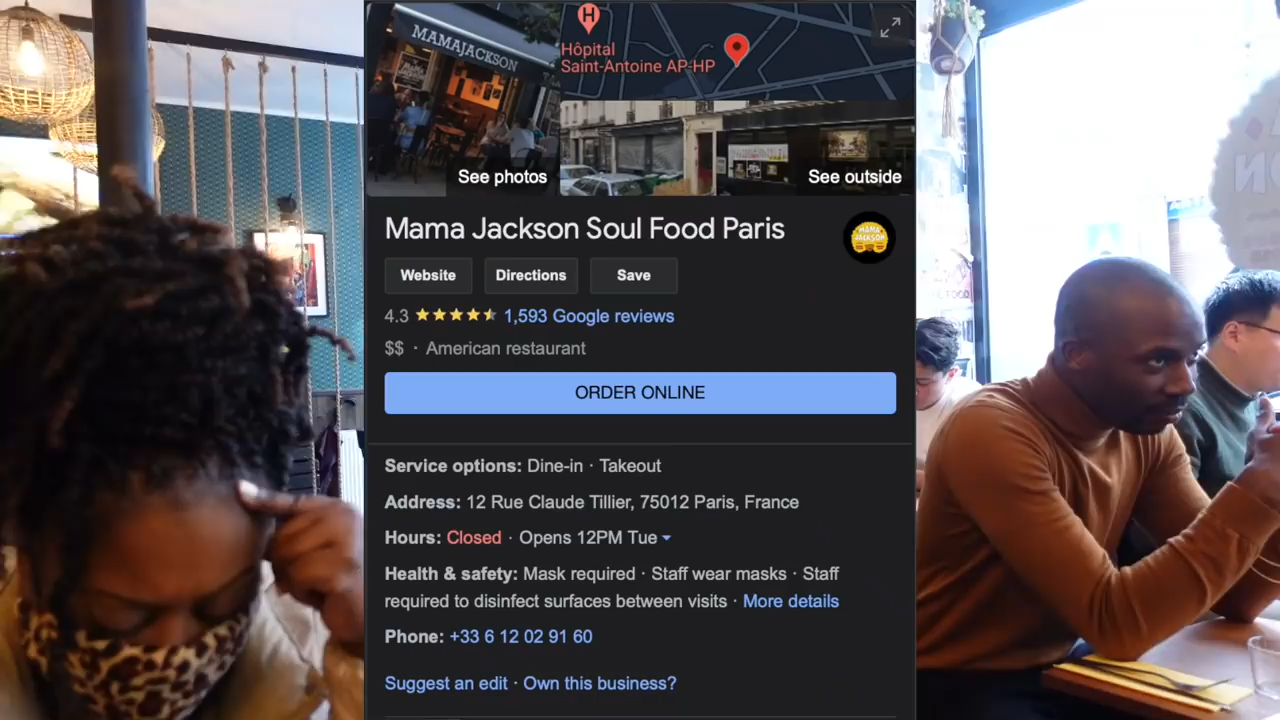 MAMAJACKSON
Hôpital
Saint-Antoine AP-HP
See photos
See outside
Mama Jackson Soul Food Paris
MAMA
JACKSON
Website
Directions
Save
4.3
1,593 Google reviews
$$ · American restaurant
ORDER ONLINE
Service options: Dine-in · Takeout
Address: 12 Rue Claude Tillier, 75012 Paris, France
Hours: Closed · Opens 12PM Tue
Health & safety: Mask required · Staff wear masks · Staff
required to disinfect surfaces between visits · More details
Phone: +33 6 12 02 91 60
Suggest an edit · Own this business?